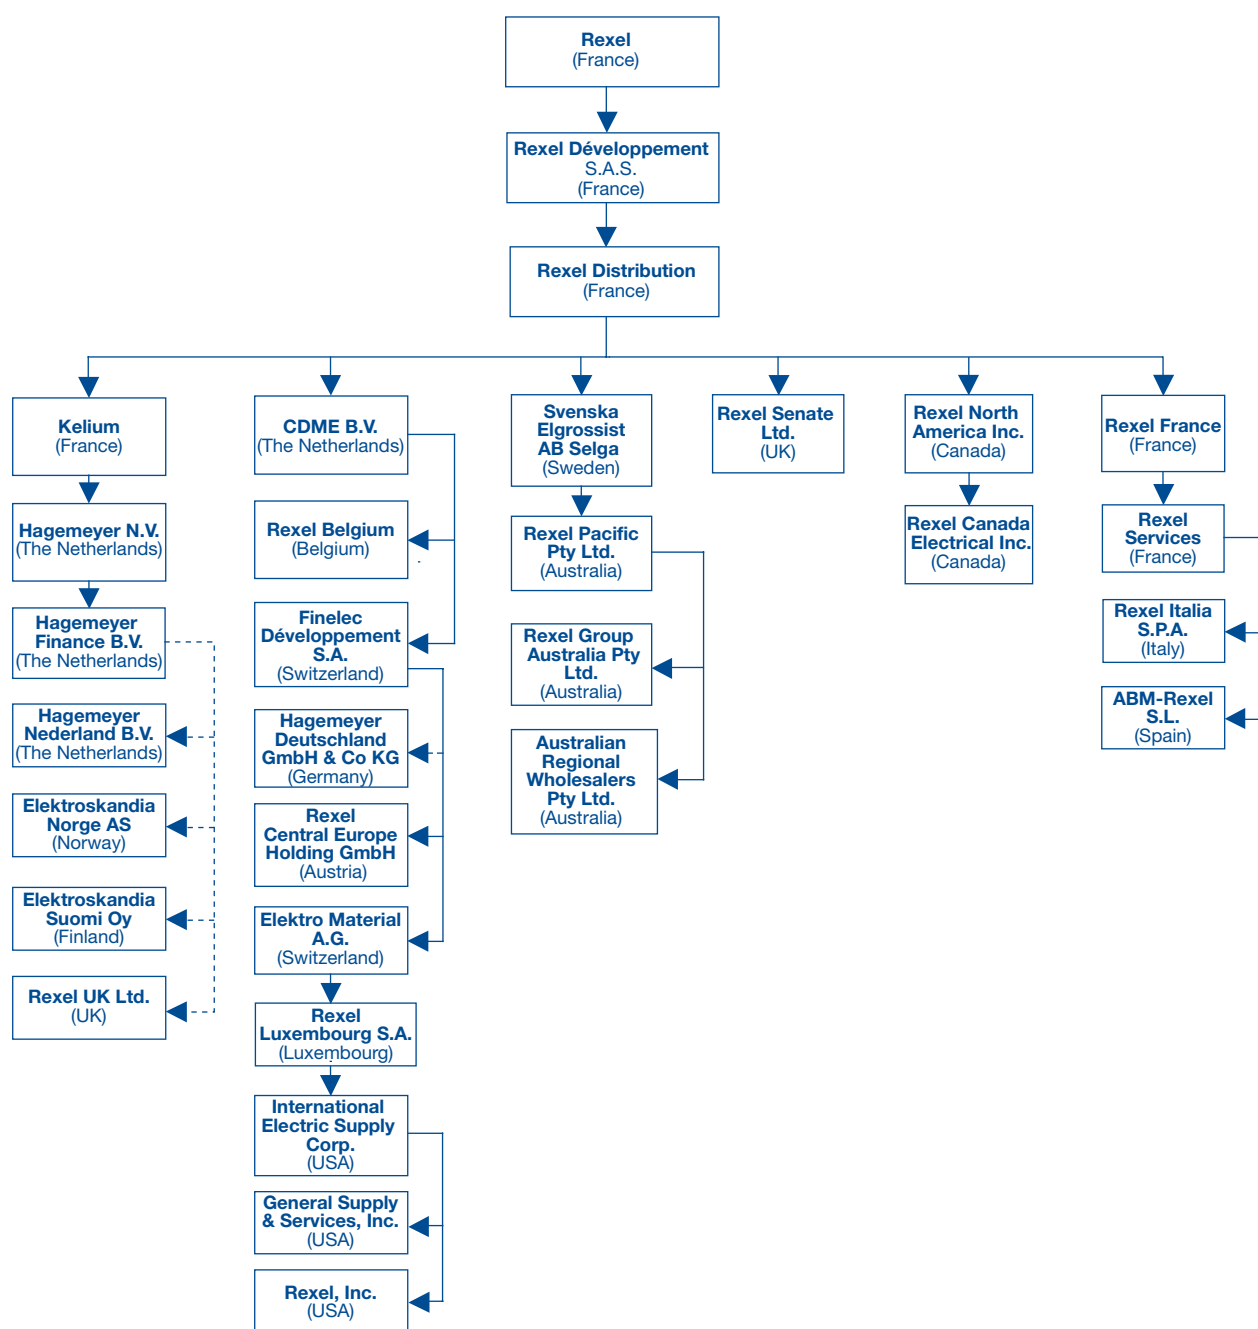 Rexel
(France)
Rexel Développement
S.A.S.
(France)
Rexel Distribution
(France)
Kelium
(France)
Hagemeyer N.V.
(The Netherlands)
Hagemeyer
Finance B.V.
(The Netherlands)
Hagemeyer
Nederland B.V.
(The Netherlands)
Elektroskandia
Norge AS
(Norway)
Elektroskandia
Suomi Oy
(Finland)
Rexel UK Ltd.
(UK)
CDME B.V.
(The Netherlands)
Rexel Belgium
(Belgium)
Finelec
Développement
S.A.
(Switzerland)
Hagemeyer
Deutschland
GmbH & Co KG
(Germany)
Rexel
Central Europe
Holding GmbH
(Austria)
Elektro Material
A.G.
(Switzerland)
Rexel
Luxembourg S.A.
(Luxembourg)
International
Electric Supply
Corp.
(USA)
General Supply
& Services, Inc.
(USA)
Rexel, Inc.
(USA)
Svenska
Elgrossist
AB Selga
(Sweden)
Rexel Pacific
Pty Ltd.
(Australia)
Rexel Group
Australia Pty
Ltd.
(Australia)
Australian
Regional
Wholesalers
Pty Ltd.
(Australia)
Rexel Senate
Ltd.
(UK)
Rexel North
America Inc.
(Canada)
Rexel Canada
Electrical Inc.
(Canada)
Rexel France
(France)
Rexel
Services
(France)
Rexel Italia
S.P.A.
(Italy)
ABM-Rexel
S.L.
(Spain)